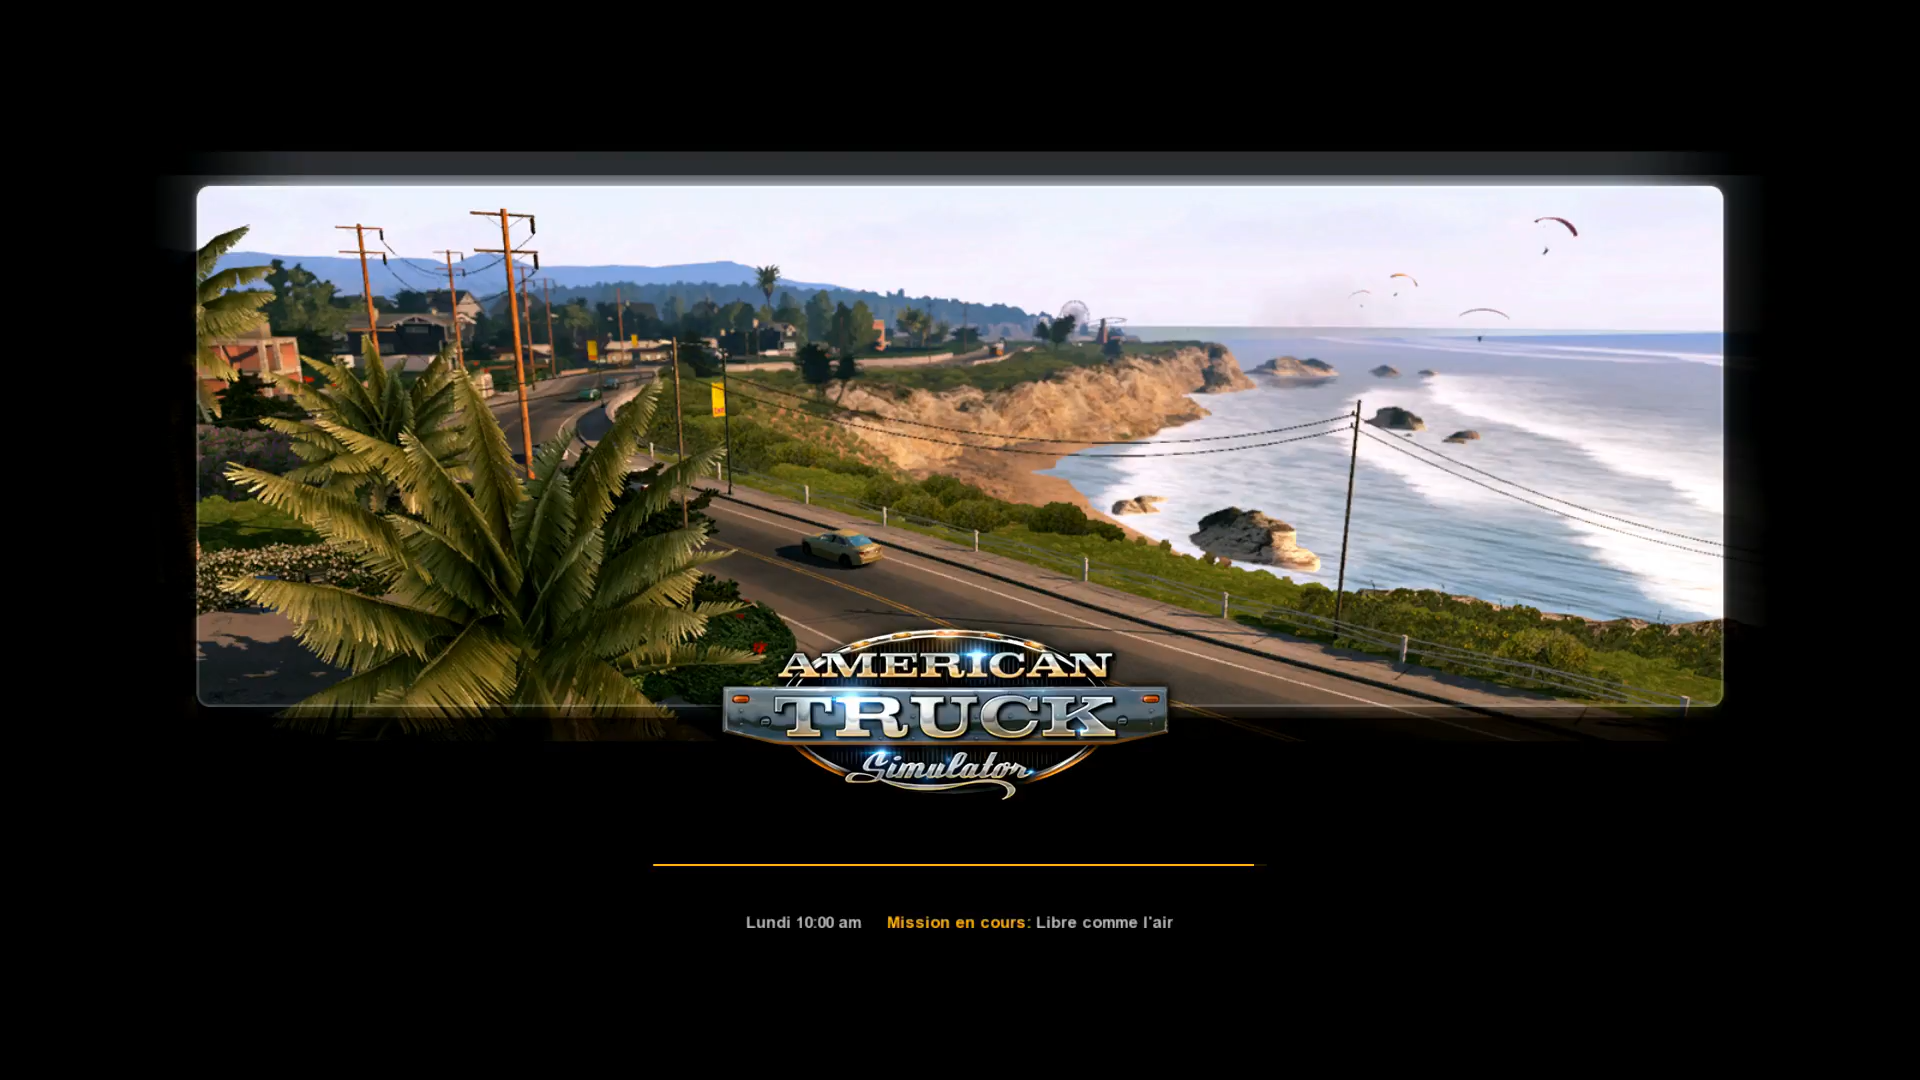 AMERICAN
TRUCK
Simulator
Lundi 10:00 am Mission en cours: Libre comme l'air